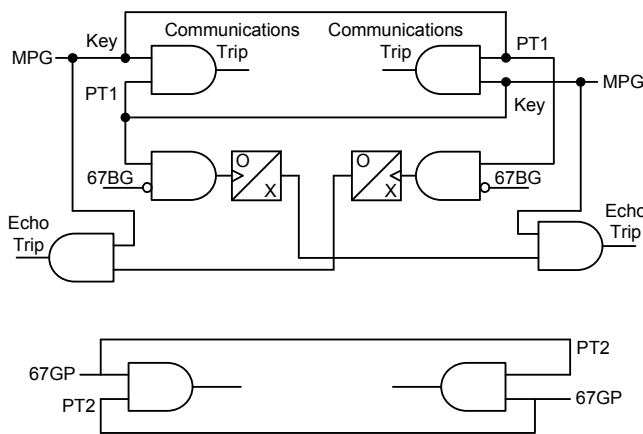 Communications Trip
Communications Trip
Key
PT1
MPG
PT1
MPG
Key
67BG
O
X
O
X
67BG
Echo Trip
Echo Trip
PT2
67GP
PT2
67GP